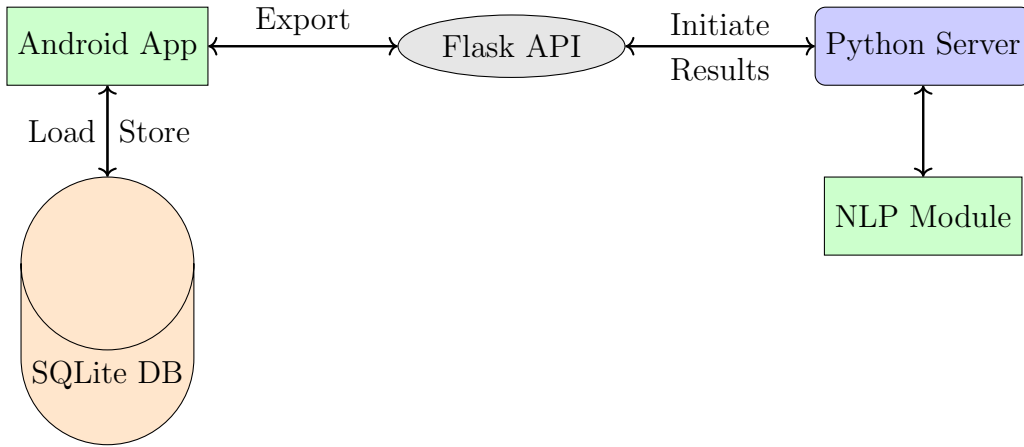 Android App
Export
Flask API
Initiate
Results
Python Server
Load
Store
NLP Module
SQLite DB